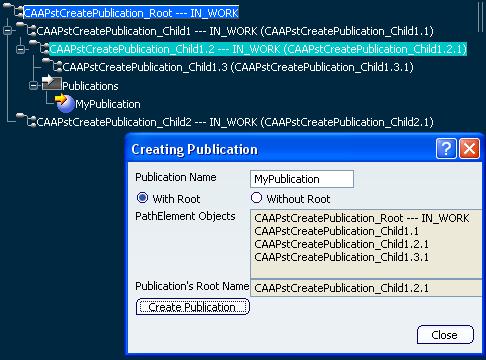 CAAPstCreatePublication_Root --- IN_WORK
CAAPstCreatePublication_Child1 --- IN_WORK (CAAPstCreatePublication_Child1.1)
CAAPstCreatePublication_Child1.2 --- IN_WORK (CAAPstCreatePublication_Child1.2.1)
CAAPstCreatePublication_Child1.3 (CAAPstCreatePublication_Child1.3.1)
Publications
MyPublication
CAAPstCreatePublication_Child2 --- IN_WORK (CAAPstCreatePublication_Child2.1)
Creating Publication
Publication Name MyPublication
With Root Without Root
PathElement Objects CAAPstCreatePublication_Root --- IN_WORK
CAAPstCreatePublication_Child1.1
CAAPstCreatePublication_Child1.2.1
CAAPstCreatePublication_Child1.3.1
Publication's Root Name CAAPstCreatePublication_Child1.2.1
Create Publication
Close